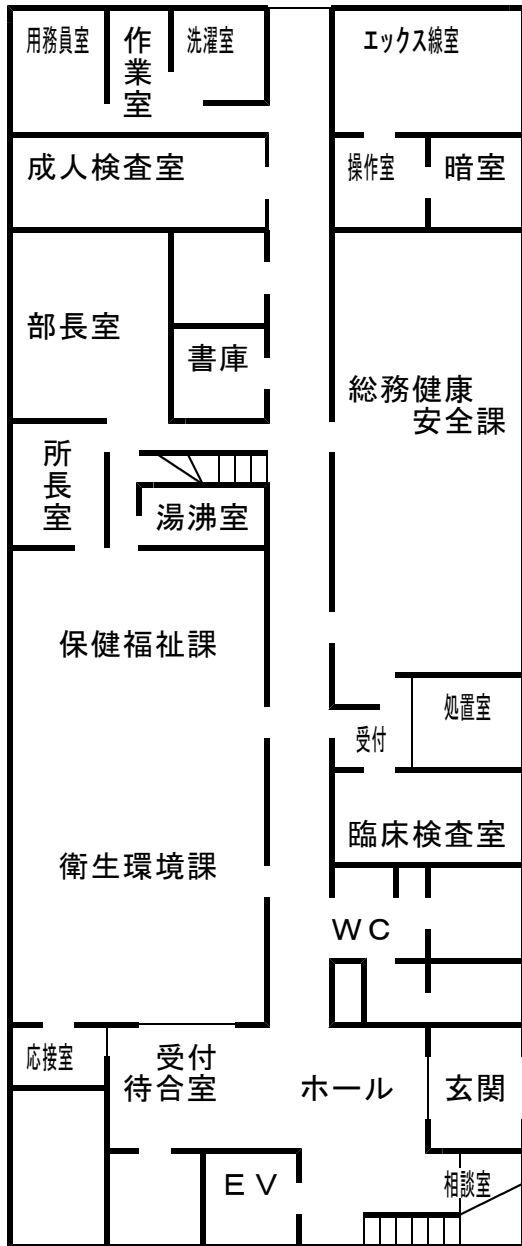 用務員室
作業室
洗濯室
エックス線室
成人検査室
操作室
暗室
部長室
書庫
総務健康
安全課
所長室
湯沸室
保健福祉課
処置室
受付
臨床検査室
衛生環境課
ＷＣ
応接室
受付
待合室
ホール
玄関
ＥＶ
相談室